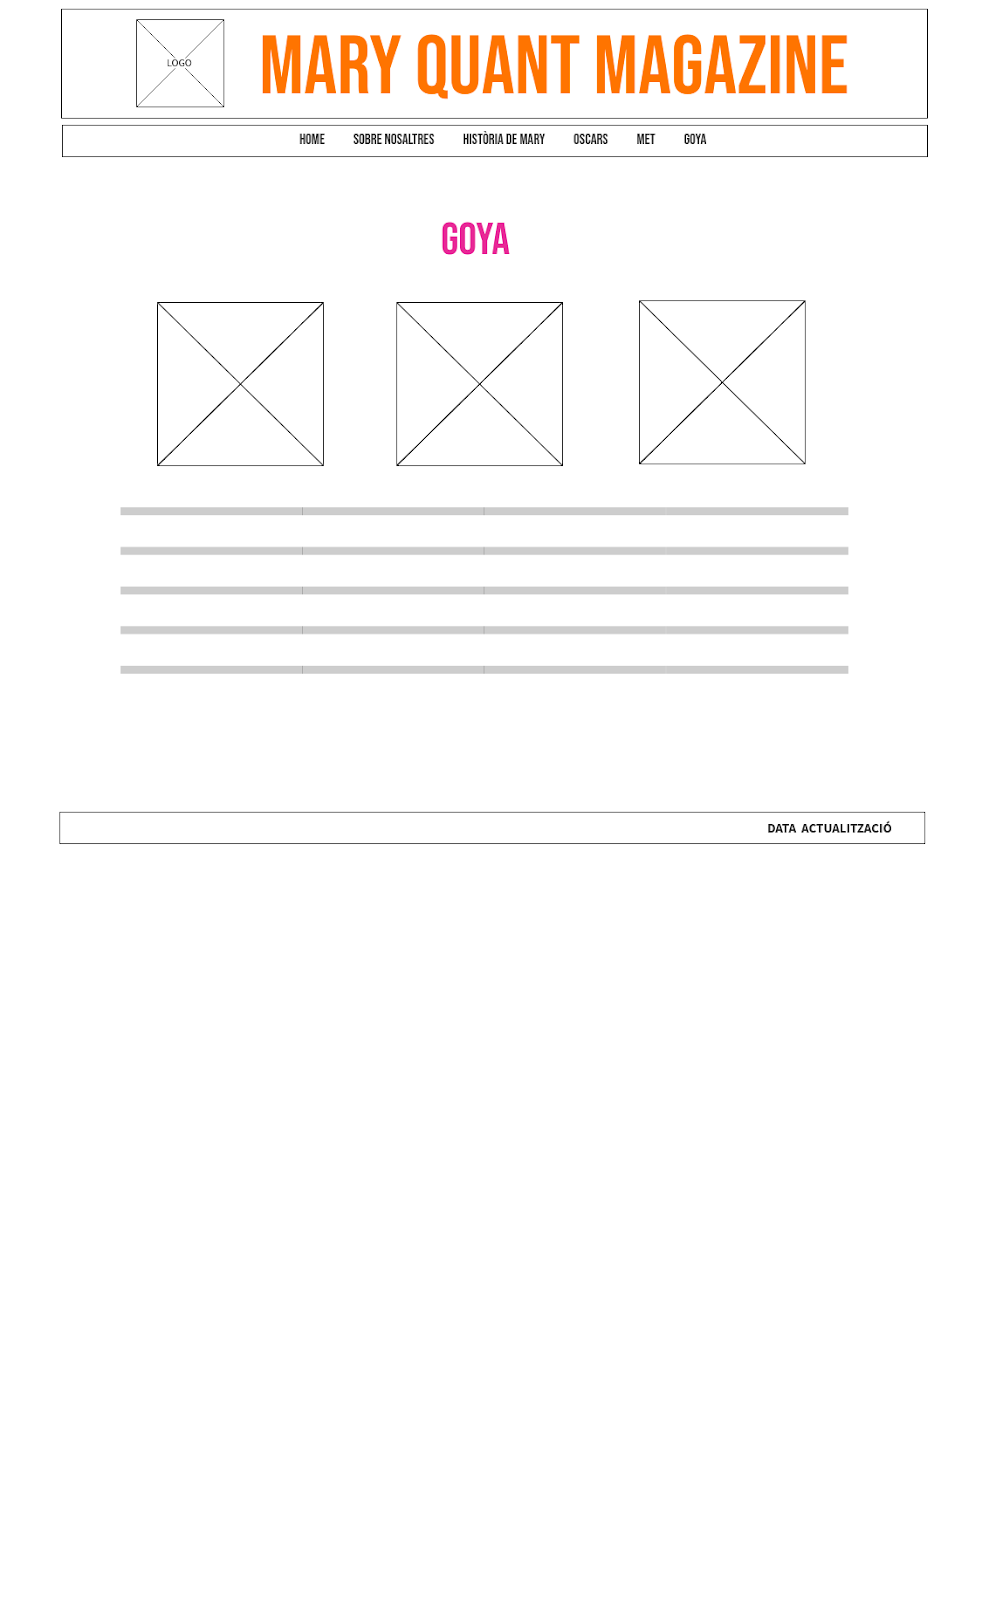 LOGO
MARY QUANT MAGAZINE
HOME SOBRE NOSALTRES HISTÒRIA DE MARY OSCARS MET GOYA
GOYA
DATA ACTUALITZACIÓ